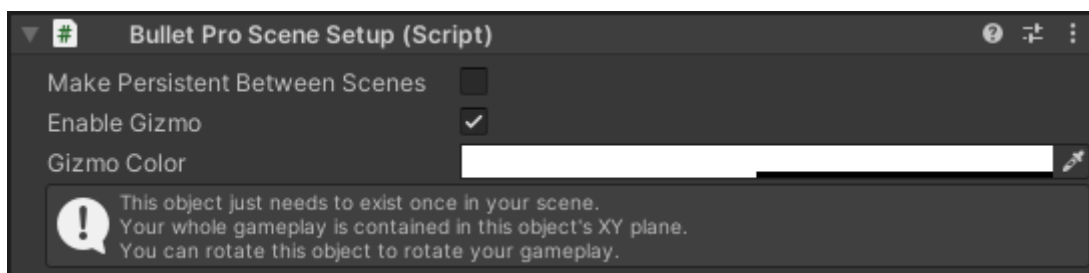 Bullet Pro Scene Setup (Script)
Make Persistent Between Scenes
Enable Gizmo
Gizmo Color
This object just needs to exist once in your scene.
Your whole gameplay is contained in this object's XY plane.
You can rotate this object to rotate your gameplay.